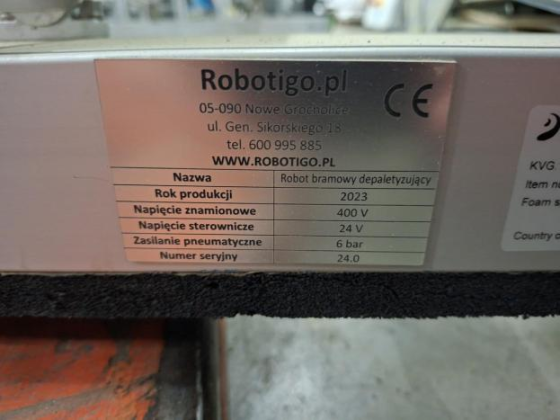 Robotigo.pl
05-090 Nowe Grocholice
ul. Gen. Sikorskiego 18
tel. 600 995 885
WWW.ROBOTIGO.PL
CE
Nazwa Robot bramowy depaletyzujący
Rok produkcji 2023
Napięcie znamionowe 400 V
Napięcie sterownicze 24 V
Zasilanie pneumatyczne 6 bar
Numer seryjny 24.0
KVG
Item
Foam
Country